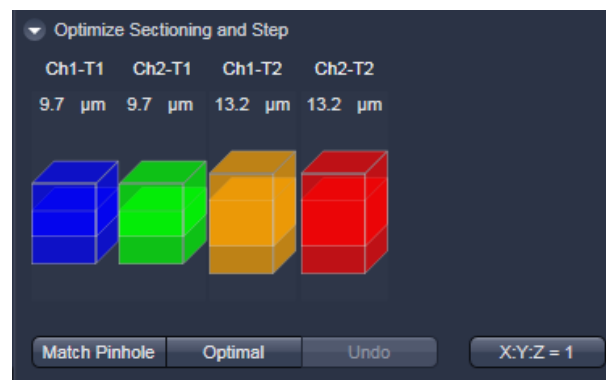 Optimize Sectioning and Step
Ch1-T1 Ch2-T1 Ch1-T2 Ch2-T2
9.7 µm 9.7 µm 13.2 µm 13.2 µm
Match Pinhole Optimal Undo X:Y:Z = 1